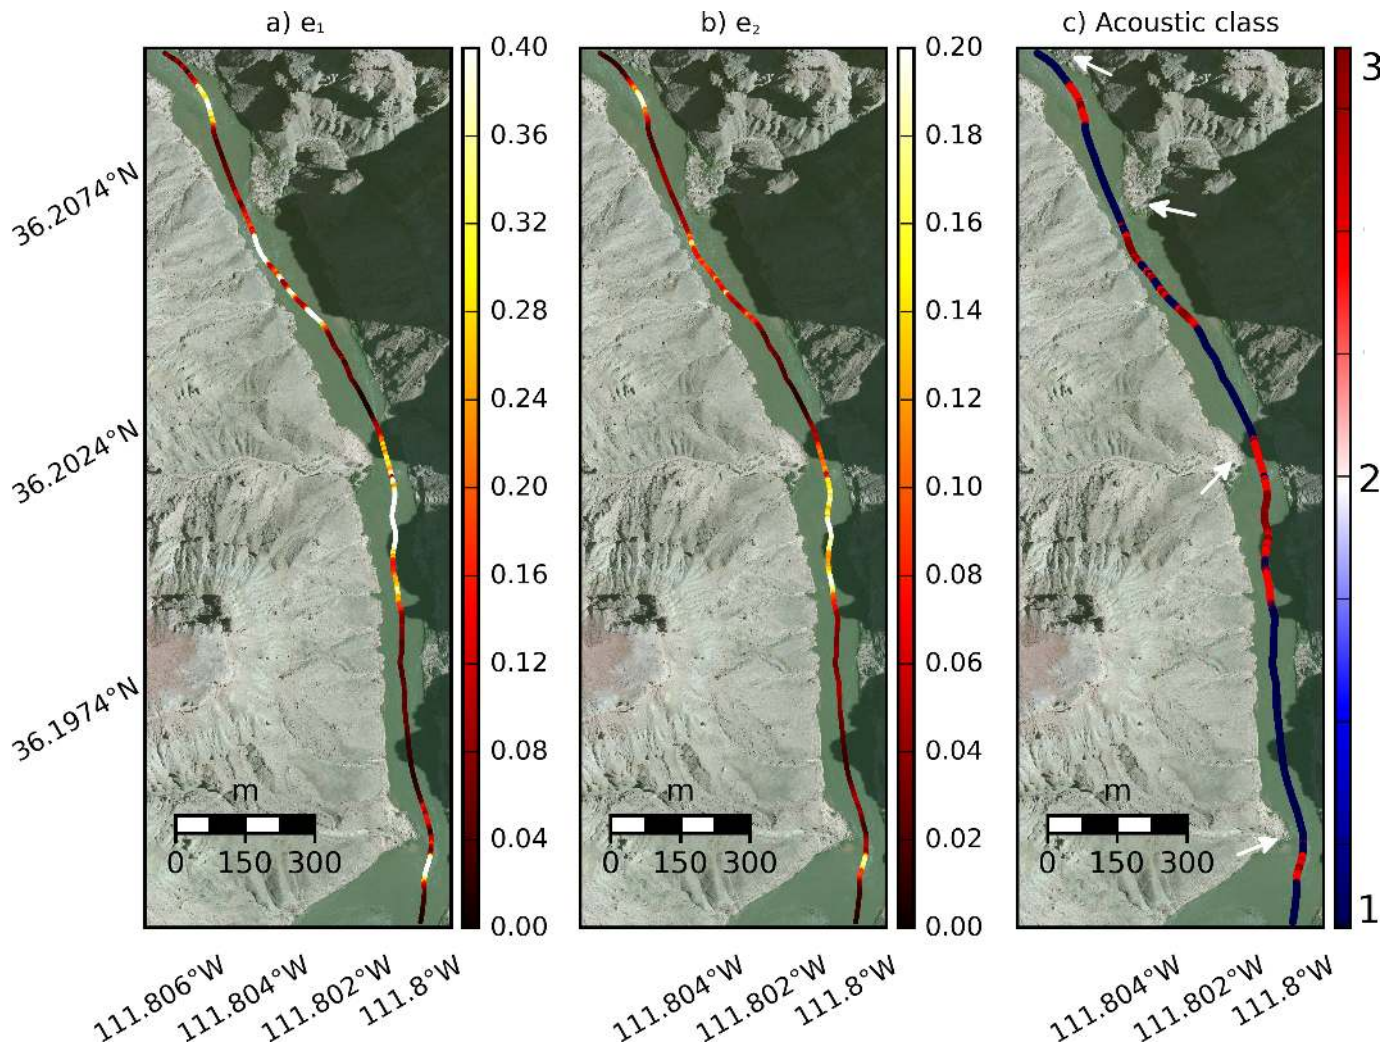 a) e₁
b) e₂
c) Acoustic class
0.40
0.36
0.32
0.28
0.24
0.20
0.16
0.12
0.08
0.04
0.00
0.20
0.18
0.16
0.14
0.12
0.10
0.08
0.06
0.04
0.02
0.00
3
2
1
36.2074°N
36.2024°N
36.1974°N
m
0 150 300
m
0 150 300
m
0 150 300
111.806°W
111.804°W
111.802°W
111.8°W
111.804°W
111.802°W
111.8°W
111.804°W
111.802°W
111.8°W